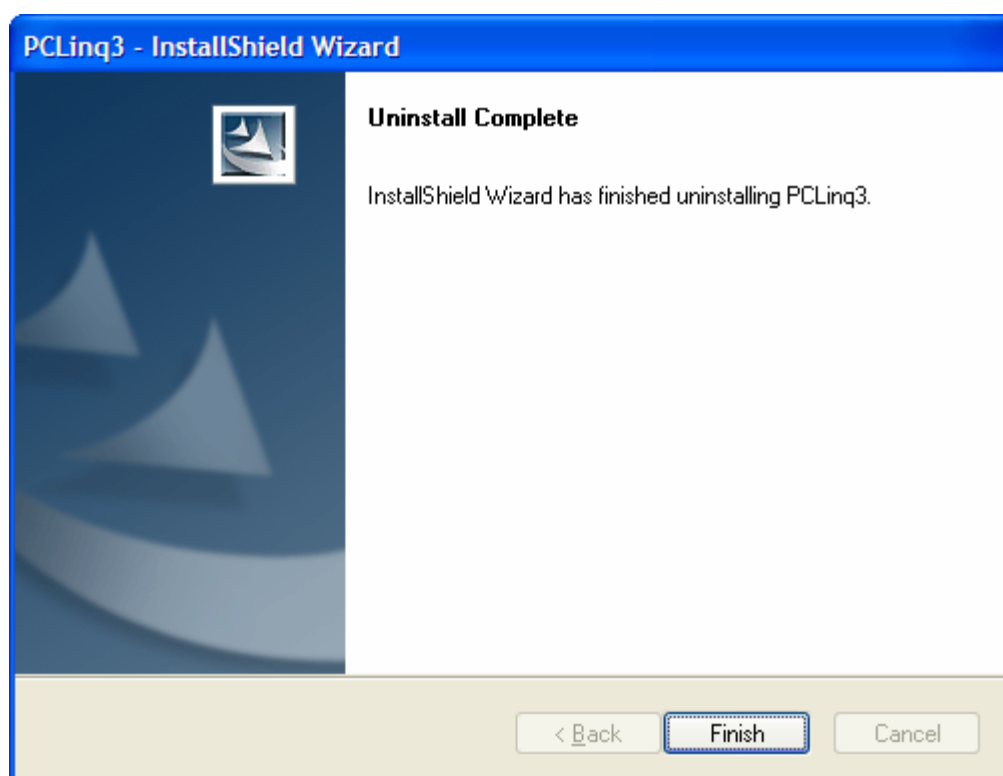 PCLinq3 - InstallShield Wizard
Uninstall Complete
InstallShield Wizard has finished uninstalling PCLinq3.
< Back
Finish
Cancel